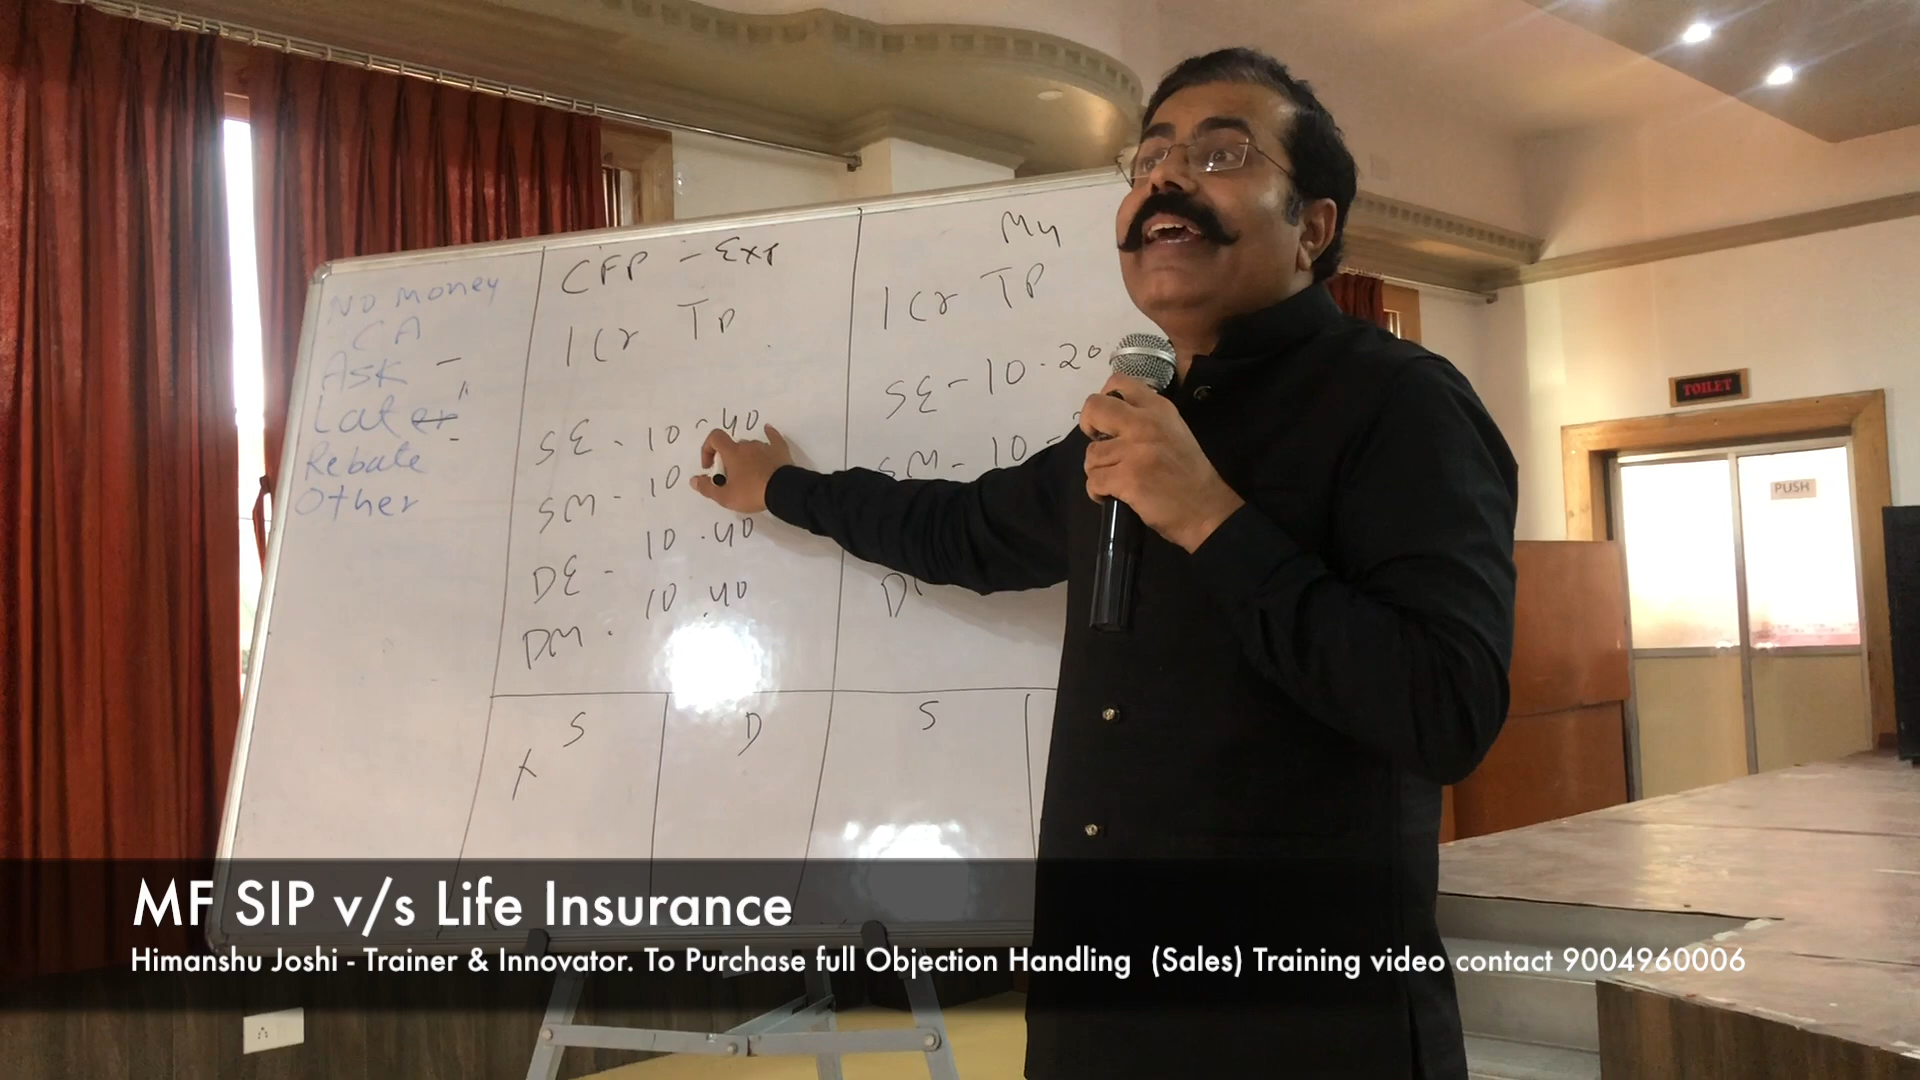 No money
CA
Ask -
Later "
Rebate
Other
CFP - Ext
1 Cr TP
SE - 10 - 40
SM - 10
DE - 10 . 40
DM . 10 . 40
S
D
X
My
1 Cr TP
SE - 10 . 20
SM - 10 -
S
TOILET
PUSH
MF SIP v/s Life Insurance
Himanshu Joshi - Trainer & Innovator. To Purchase full Objection Handling (Sales) Training video contact 9004960006